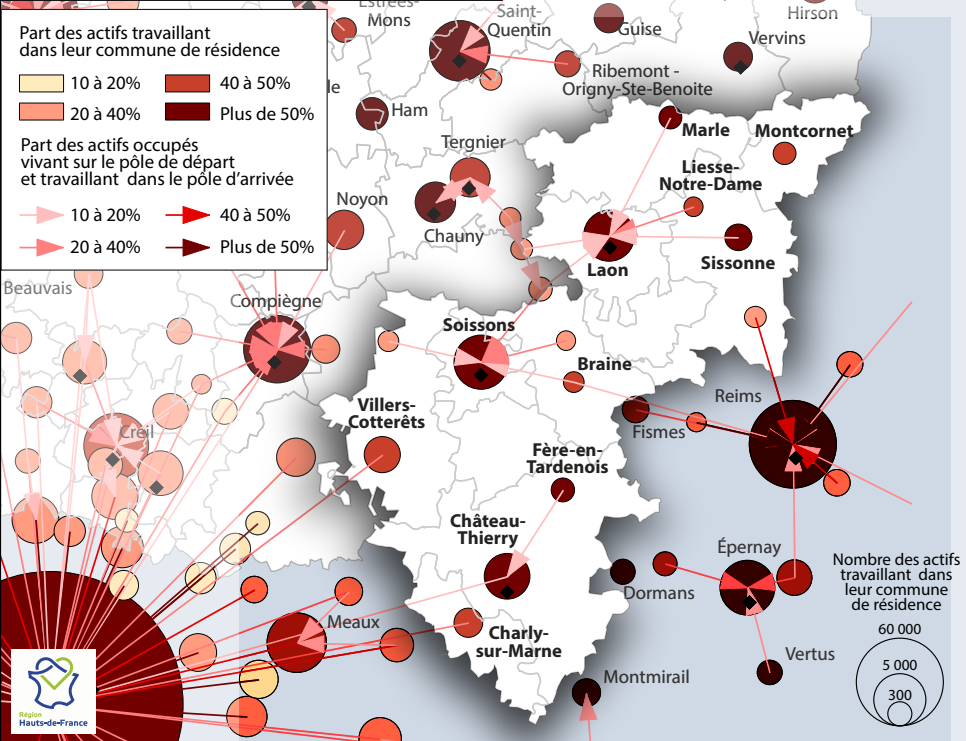 Part des actifs travaillant
dans leur commune de résidence
10 à 20%
40 à 50%
20 à 40%
Plus de 50%
Part des actifs occupés
vivant sur le pôle de départ
et travaillant dans le pôle d'arrivée
10 à 20%
40 à 50%
20 à 40%
Plus de 50%
Estrées-
Mons
Saint-
Quentin
Guise
Hirson
Vervins
le
Ribemont -
Origny-Ste-Benoite
Ham
Marle
Montcornet
Tergnier
Liesse-
Notre-Dame
Noyon
Chauny
Laon
Sissonne
Beauvais
Compiègne
Soissons
Braine
Reims
Villers-
Cotterêts
Creil
Fismes
Fère-en-
Tardenois
Château-
Thierry
Épernay
Nombre des actifs
travaillant dans
leur commune
de résidence
Dormans
60 000
Meaux
Charly-
sur-Marne
Vertus
5 000
Montmirail
300
Région
Hauts-de-France